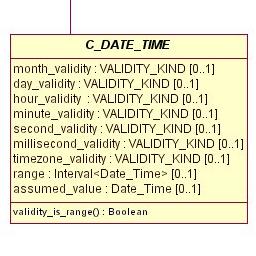 C_DATE_TIME
month_validity : VALIDITY_KIND [0..1]
day_validity : VALIDITY_KIND [0..1]
hour_validity : VALIDITY_KIND [0..1]
minute_validity : VALIDITY_KIND [0..1]
second_validity : VALIDITY_KIND [0..1]
millisecond_validity : VALIDITY_KIND [0..1]
timezone_validity : VALIDITY_KIND [0..1]
range : Interval<Date_Time> [0..1]
assumed_value : Date_Time [0..1]
validity_is_range() : Boolean